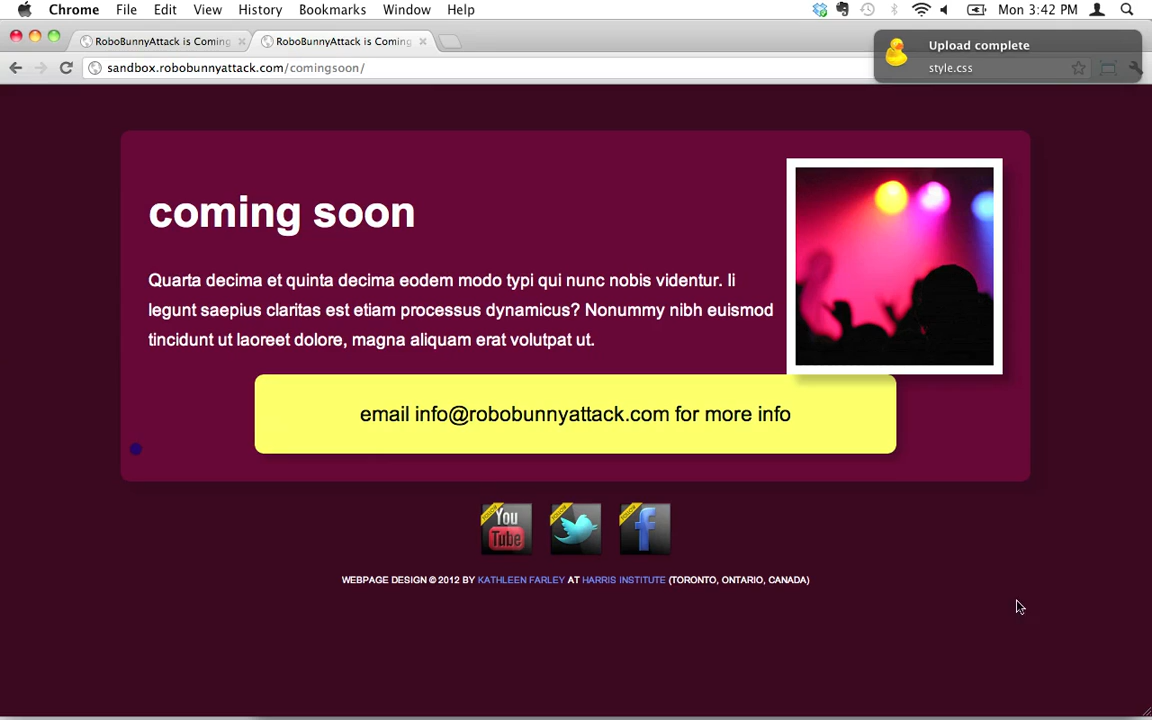 Chrome File Edit View History Bookmarks Window Help Mon 3:42 PM
RoboBunnyAttack is Coming RoboBunnyAttack is Coming
Upload complete
style.css
sandbox.robobunnyattack.com/comingsoon/
coming soon
Quarta decima et quinta decima eodem modo typi qui nunc nobis videntur. Ii
legunt saepius claritas est etiam processus dynamicus? Nonummy nibh euismod
tincidunt ut laoreet dolore, magna aliquam erat volutpat ut.
email info@robobunnyattack.com for more info
FOLLOW You Tube FOLLOW FOLLOW f
WEBPAGE DESIGN © 2012 BY KATHLEEN FARLEY AT HARRIS INSTITUTE (TORONTO, ONTARIO, CANADA)